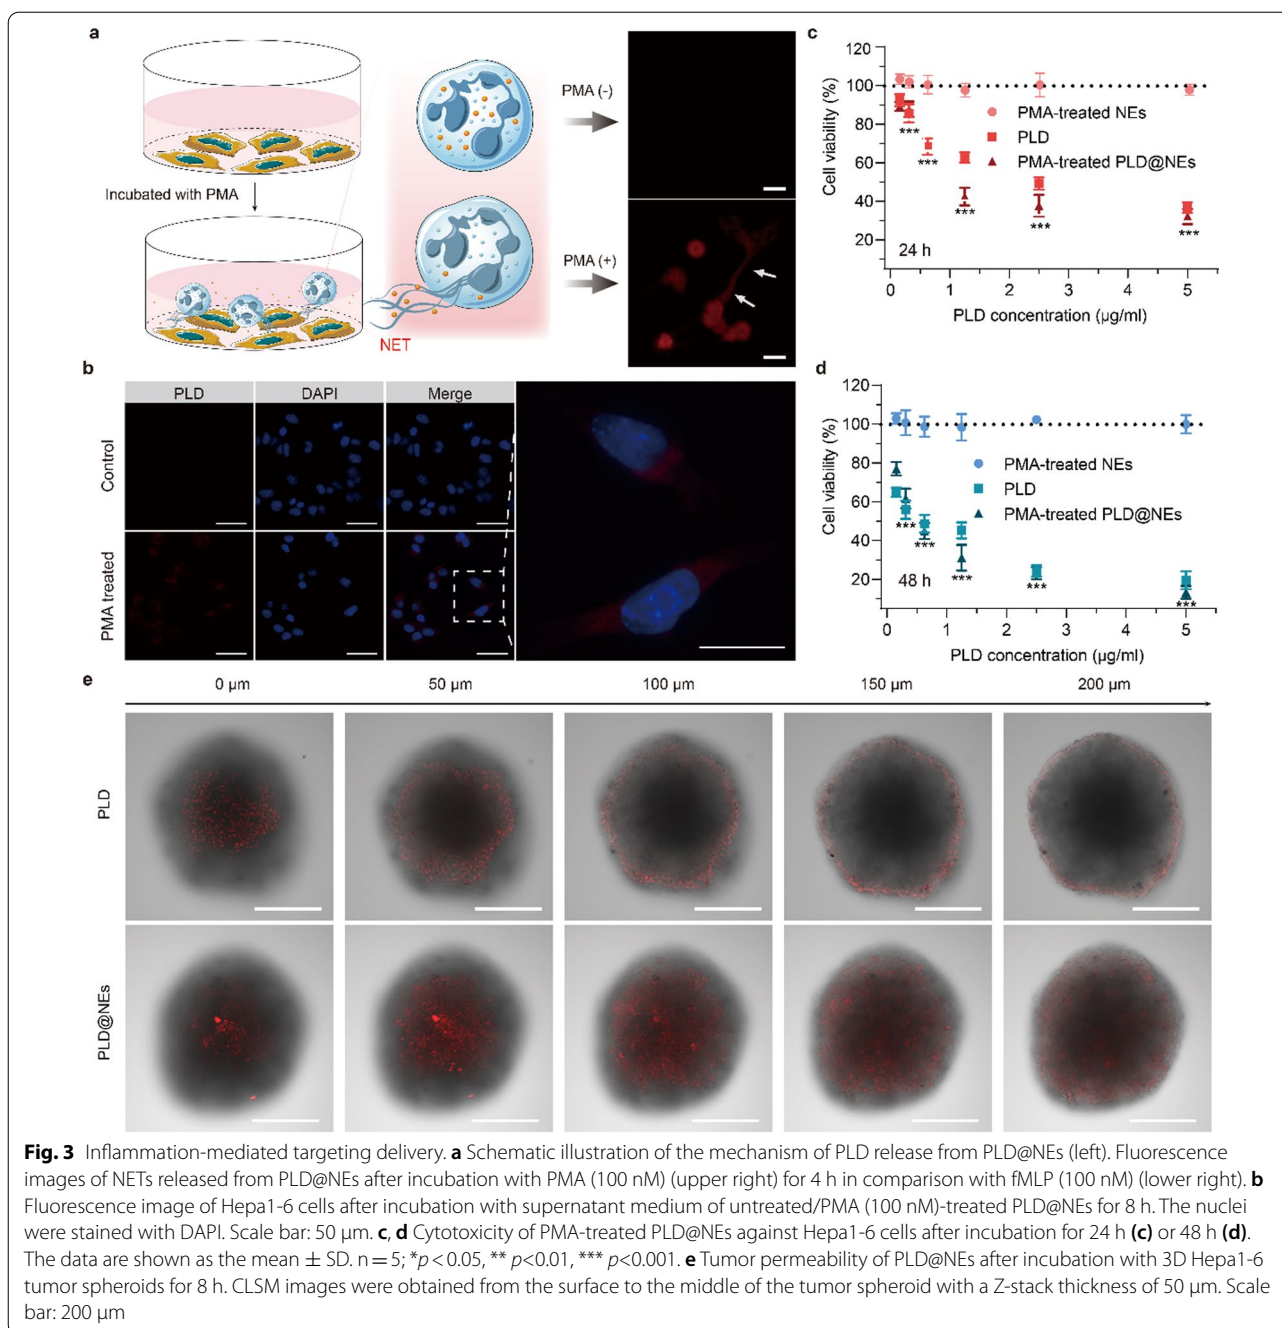 a
Incubated with PMA
NET
PMA (-)
PMA (+)
c
120
100
80
60
40
20
Cell viability (%)
PMA-treated NEs
PLD
PMA-treated PLD@NEs
***
***
***
***
***
24 h
0
1
2
3
4
5
PLD concentration (μg/ml)
b
PLD
DAPI
Merge
Control
PMA treated
d
120
100
80
60
40
20
Cell viability (%)
PMA-treated NEs
PLD
PMA-treated PLD@NEs
***
***
***
***
***
48 h
0
1
2
3
4
5
PLD concentration (μg/ml)
e
0 μm
50 μm
100 μm
150 μm
200 μm
PLD
PLD@NEs
Fig. 3 Inflammation-mediated targeting delivery. a Schematic illustration of the mechanism of PLD release from PLD@NEs (left). Fluorescence
images of NETs released from PLD@NEs after incubation with PMA (100 nM) (upper right) for 4 h in comparison with fMLP (100 nM) (lower right). b
Fluorescence image of Hepa1-6 cells after incubation with supernatant medium of untreated/PMA (100 nM)-treated PLD@NEs for 8 h. The nuclei
were stained with DAPI. Scale bar: 50 μm. c, d Cytotoxicity of PMA-treated PLD@NEs against Hepa1-6 cells after incubation for 24 h (c) or 48 h (d).
The data are shown as the mean ± SD. n = 5; *p < 0.05, ** p<0.01, *** p<0.001. e Tumor permeability of PLD@NEs after incubation with 3D Hepa1-6
tumor spheroids for 8 h. CLSM images were obtained from the surface to the middle of the tumor spheroid with a Z-stack thickness of 50 μm. Scale
bar: 200 μm